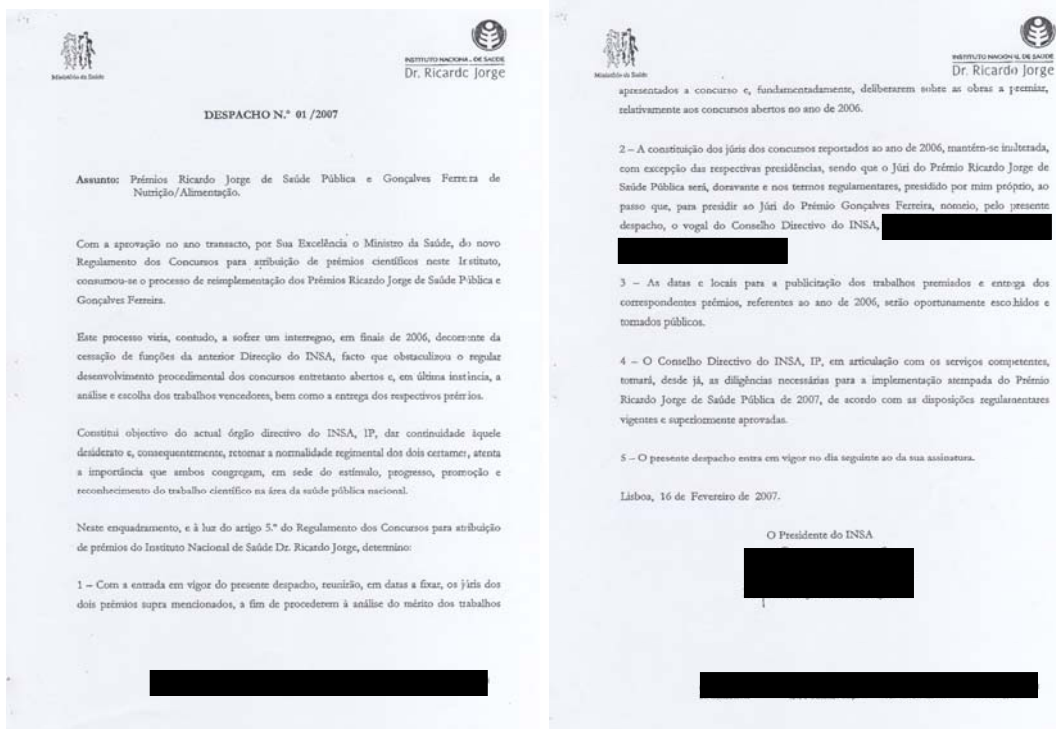 Ministério da Saúde
INSTITUTO NACIONAL DE SAÚDE
Dr. Ricardo Jorge
DESPACHO N.º 01 /2007
Assunto: Prémios Ricardo Jorge de Saúde Pública e Gonçalves Ferreira de
Nutrição/Alimentação.
Com a aprovação no ano transacto, por Sua Excelência o Ministro da Saúde, do novo
Regulamento dos Concursos para atribuição de prémios científicos neste Instituto,
consumou-se o processo de reimplementação dos Prémios Ricardo Jorge de Saúde Pública e
Gonçalves Ferreira.
Este processo viria, contudo, a sofrer um interregno, em finais de 2006, decorrente da
cessação de funções da anterior Direcção do INSA, facto que obstaculizou o regular
desenvolvimento procedimental dos concursos entretanto abertos e, em última instância, a
análise e escolha dos trabalhos vencedores, bem como a entrega dos respectivos prémios.
Constitui objectivo do actual órgão directivo do INSA, IP, dar continuidade àquele
desiderato e, consequentemente, retomar a normalidade regimental dos dois certames, atenta
a importância que ambos congregam, em sede do estímulo, progresso, promoção e
reconhecimento do trabalho científico na área da saúde pública nacional.
Neste enquadramento, e à luz do artigo 5.º do Regulamento dos Concursos para atribuição
de prémios do Instituto Nacional de Saúde Dr. Ricardo Jorge, determino:
1 – Com a entrada em vigor do presente despacho, reunirão, em datas a fixar, os júris dos
dois prémios supra mencionados, a fim de procederem à análise do mérito dos trabalhos
Ministério da Saúde
INSTITUTO NACIONAL DE SAÚDE
Dr. Ricardo Jorge
apresentados a concurso e, fundamentadamente, deliberarem sobre as obras a premiar,
relativamente aos concursos abertos no ano de 2006.
2 – A constituição dos júris dos concursos reportados ao ano de 2006, mantém-se inalterada,
com excepção das respectivas presidências, sendo que o Júri do Prémio Ricardo Jorge de
Saúde Pública será, doravante e nos termos regulamentares, presidido por mim próprio, ao
passo que, para presidir ao Júri do Prémio Gonçalves Ferreira, nomeio, pelo presente
despacho, o vogal do Conselho Directivo do INSA,
3 – As datas e locais para a publicitação dos trabalhos premiados e entrega dos
correspondentes prémios, referentes ao ano de 2006, serão oportunamente escolhidos e
tornados públicos.
4 – O Conselho Directivo do INSA, IP, em articulação com os serviços competentes,
tomará, desde já, as diligências necessárias para a implementação atempada do Prémio
Ricardo Jorge de Saúde Pública de 2007, de acordo com as disposições regulamentares
vigentes e superiormente aprovadas.
5 – O presente despacho entra em vigor no dia seguinte ao da sua assinatura.
Lisboa, 16 de Fevereiro de 2007.
O Presidente do INSA